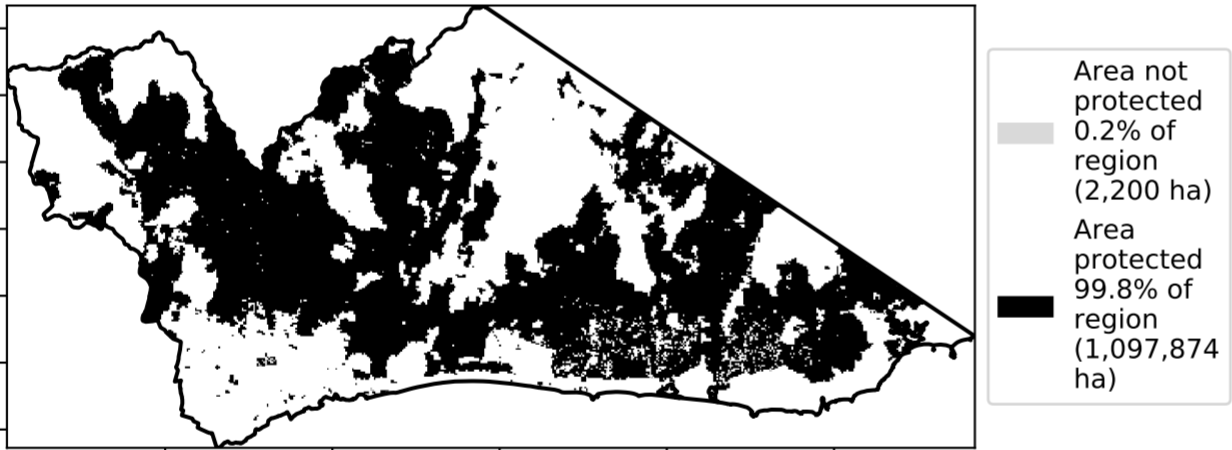 Area not
protected
0.2% of
region
(2,200 ha)
Area
protected
99.8% of
region
(1,097,874
ha)